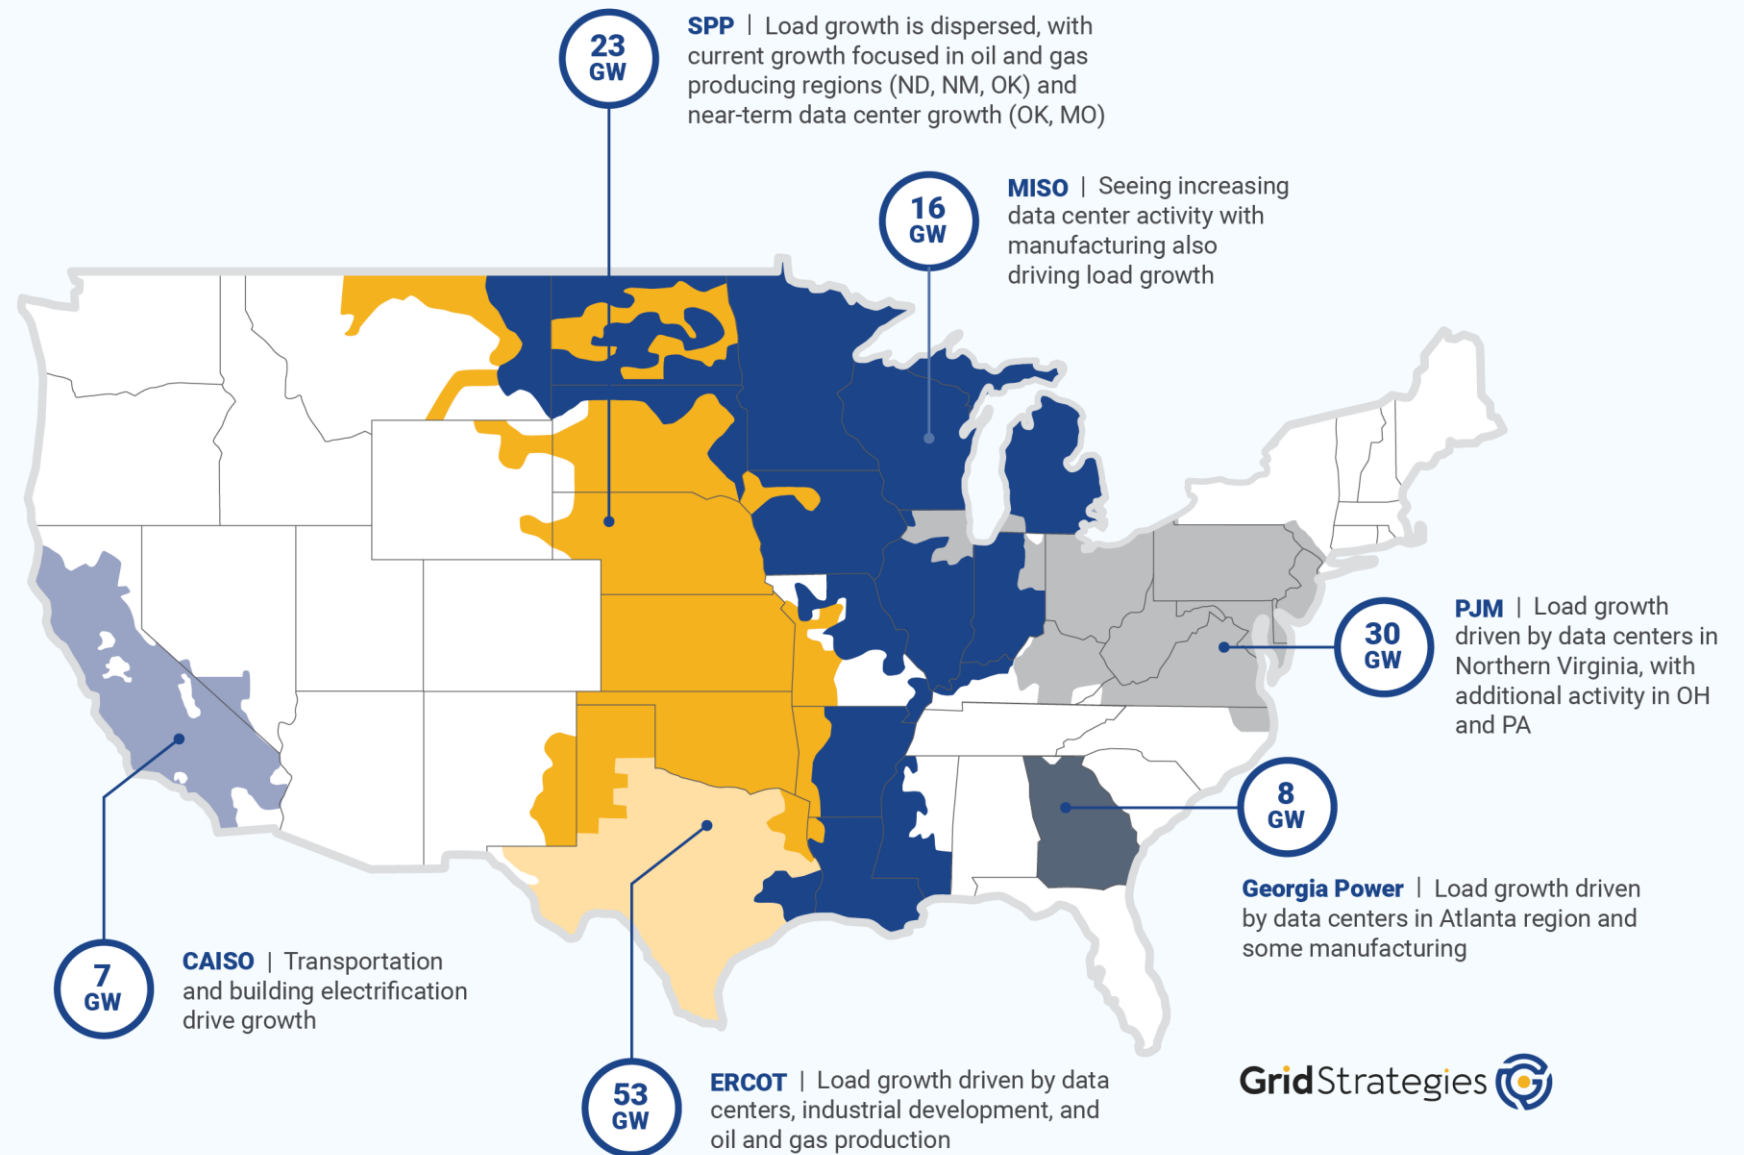 23
GW
SPP | Load growth is dispersed, with
current growth focused in oil and gas
producing regions (ND, NM, OK) and
near-term data center growth (OK, MO)
16
GW
MISO | Seeing increasing
data center activity with
manufacturing also
driving load growth
30
GW
PJM | Load growth
driven by data centers in
Northern Virginia, with
additional activity in OH
and PA
8
GW
Georgia Power | Load growth driven
by data centers in Atlanta region and
some manufacturing
7
GW
CAISO | Transportation
and building electrification
drive growth
53
GW
ERCOT | Load growth driven by data
centers, industrial development, and
oil and gas production
GridStrategies